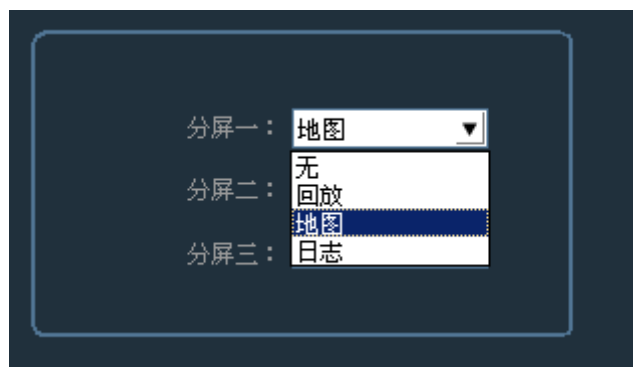 分屏一：地图
无
分屏二：回放
地图
分屏三：日志